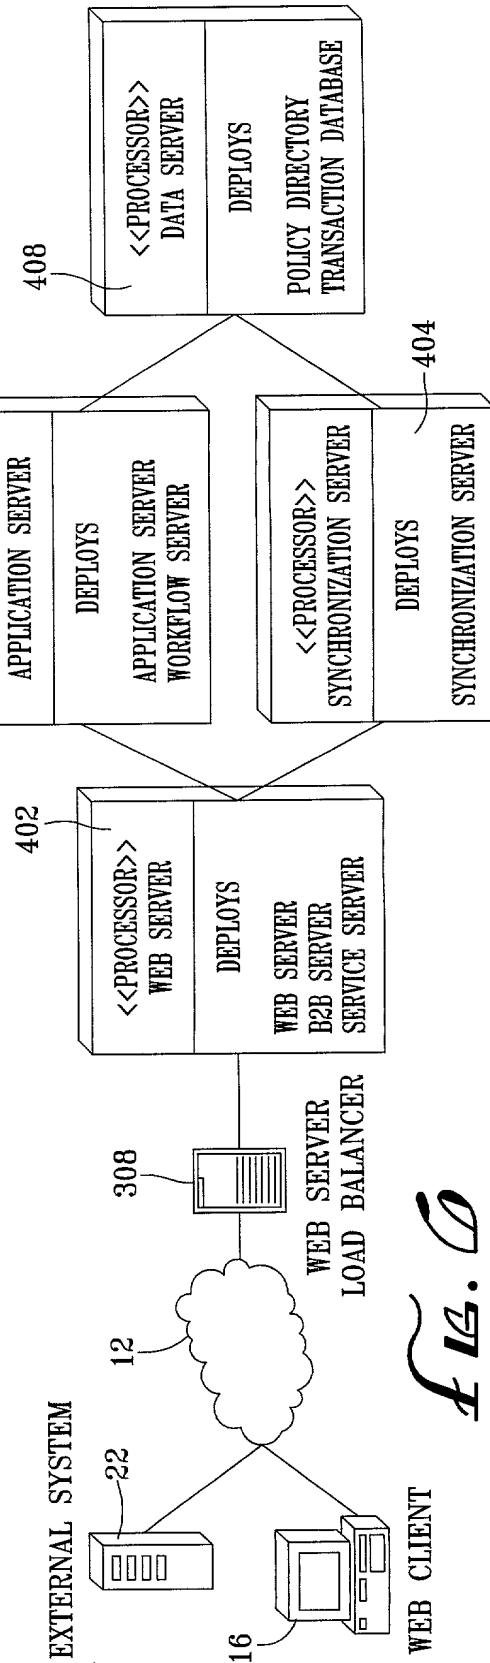 EXTERNAL SYSTEM
22
16
WEB CLIENT
12
308
WEB SERVER
LOAD BALANCER
402
<<PROCESSOR>>
WEB SERVER
DEPLOYS
WEB SERVER
B2B SERVER
SERVICE SERVER
APPLICATION SERVER
DEPLOYS
APPLICATION SERVER
WORKFLOW SERVER
<<PROCESSOR>>
SYNCHRONIZATION SERVER
DEPLOYS
SYNCHRONIZATION SERVER
404
408
<<PROCESSOR>>
DATA SERVER
DEPLOYS
POLICY DIRECTORY
TRANSACTION DATABASE
FIG. 6